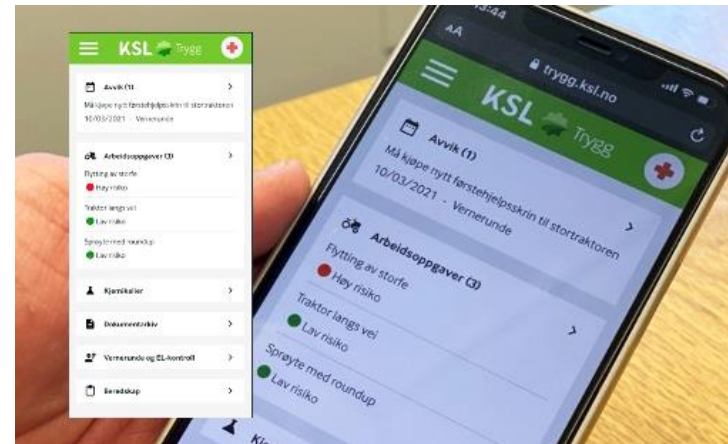 KSL Trygg
Avvik (1)
Må kjøpe nytt førstehjelpsskrin til stortraktoren
10/03/2021 - Vernerunde
Arbeidsoppgaver (3)
Flytting av storfe
Høy risiko
Traktor langs vei
Lav risiko
Sprøyte med roundup
Lav risiko
Kjemikalier
Dokumentarkiv
Vernerunde og EL-kontroll
Beredskap
13:44
AA
trygg.ksl.no
KSL Trygg
Avvik (1)
Må kjøpe nytt førstehjelpsskrin til stortraktoren
10/03/2021 - Vernerunde
Arbeidsoppgaver (3)
Flytting av storfe
Høy risiko
Traktor langs vei
Lav risiko
Sprøyte med roundup
Lav risiko